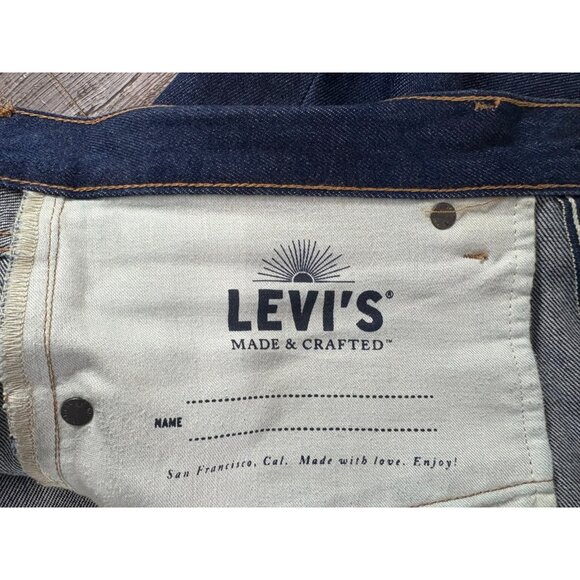 LEVI'S®
MADE & CRAFTED™
NAME
San Francisco, Cal. Made with love. Enjoy!